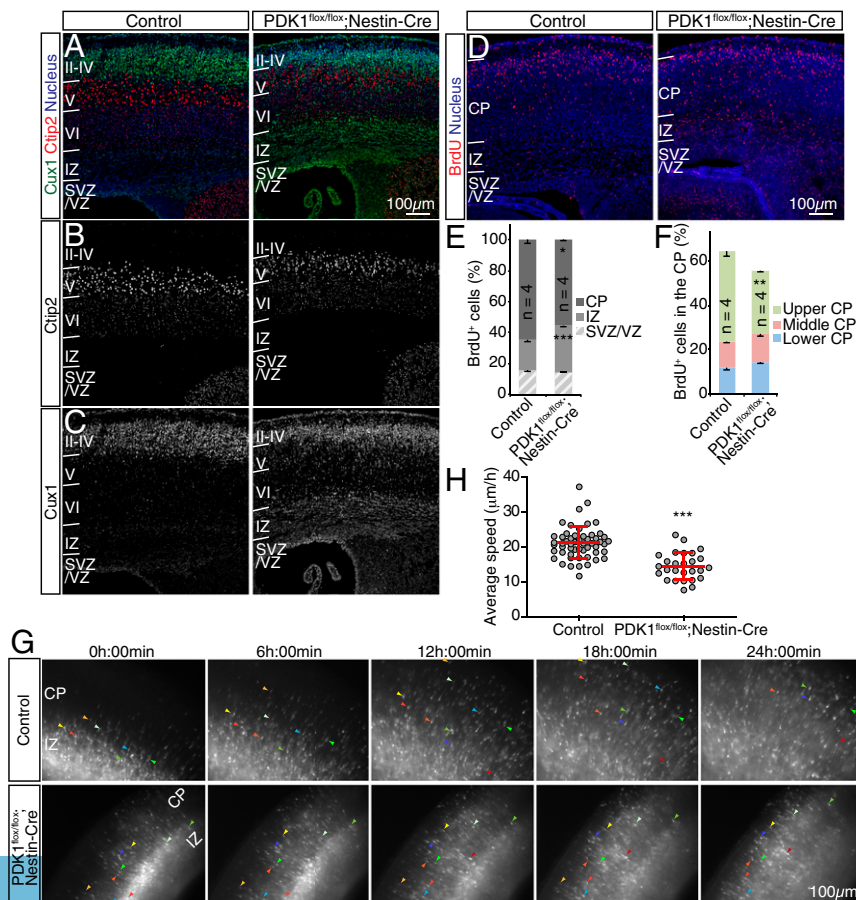 Control
PDK1flox/flox;Nestin-Cre
Control
PDK1flox/flox;Nestin-Cre
A
Cux1 Ctip2 Nucleus
II-IV
V
VI
IZ
SVZ
/VZ
II-IV
V
VI
IZ
SVZ
/VZ
100µm
D
BrdU Nucleus
CP
IZ
SVZ
/VZ
CP
IZ
SVZ
/VZ
100µm
B
Ctip2
II-IV
V
VI
IZ
SVZ
/VZ
II-IV
V
VI
IZ
SVZ
/VZ
C
Cux1
II-IV
V
VI
IZ
SVZ
/VZ
II-IV
V
VI
IZ
SVZ
/VZ
E
BrdU+ cells (%)
100
80
60
40
20
0
n = 4
n = 4
*
***
CP
IZ
SVZ/VZ
Control
PDK1flox/flox;
Nestin-Cre
F
BrdU+ cells in the CP (%)
60
40
20
0
n = 4
n = 4
**
Upper CP
Middle CP
Lower CP
Control
PDK1flox/flox;
Nestin-Cre
H
Average speed (µm/h)
40
30
20
10
0
***
Control
PDK1flox/flox;Nestin-Cre
G
0h:00min
6h:00min
12h:00min
18h:00min
24h:00min
Control
CP
IZ
PDK1flox/flox;
Nestin-Cre
CP
IZ
100µm